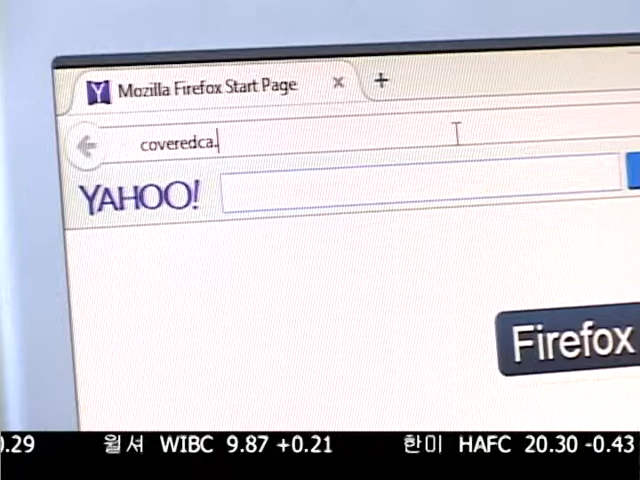 Y Mozilla Firefox Start Page × +
coveredca.
YAHOO!
Firefox
0.29 윌셔 WIBC 9.87 +0.21 한미 HAFC 20.30 -0.43